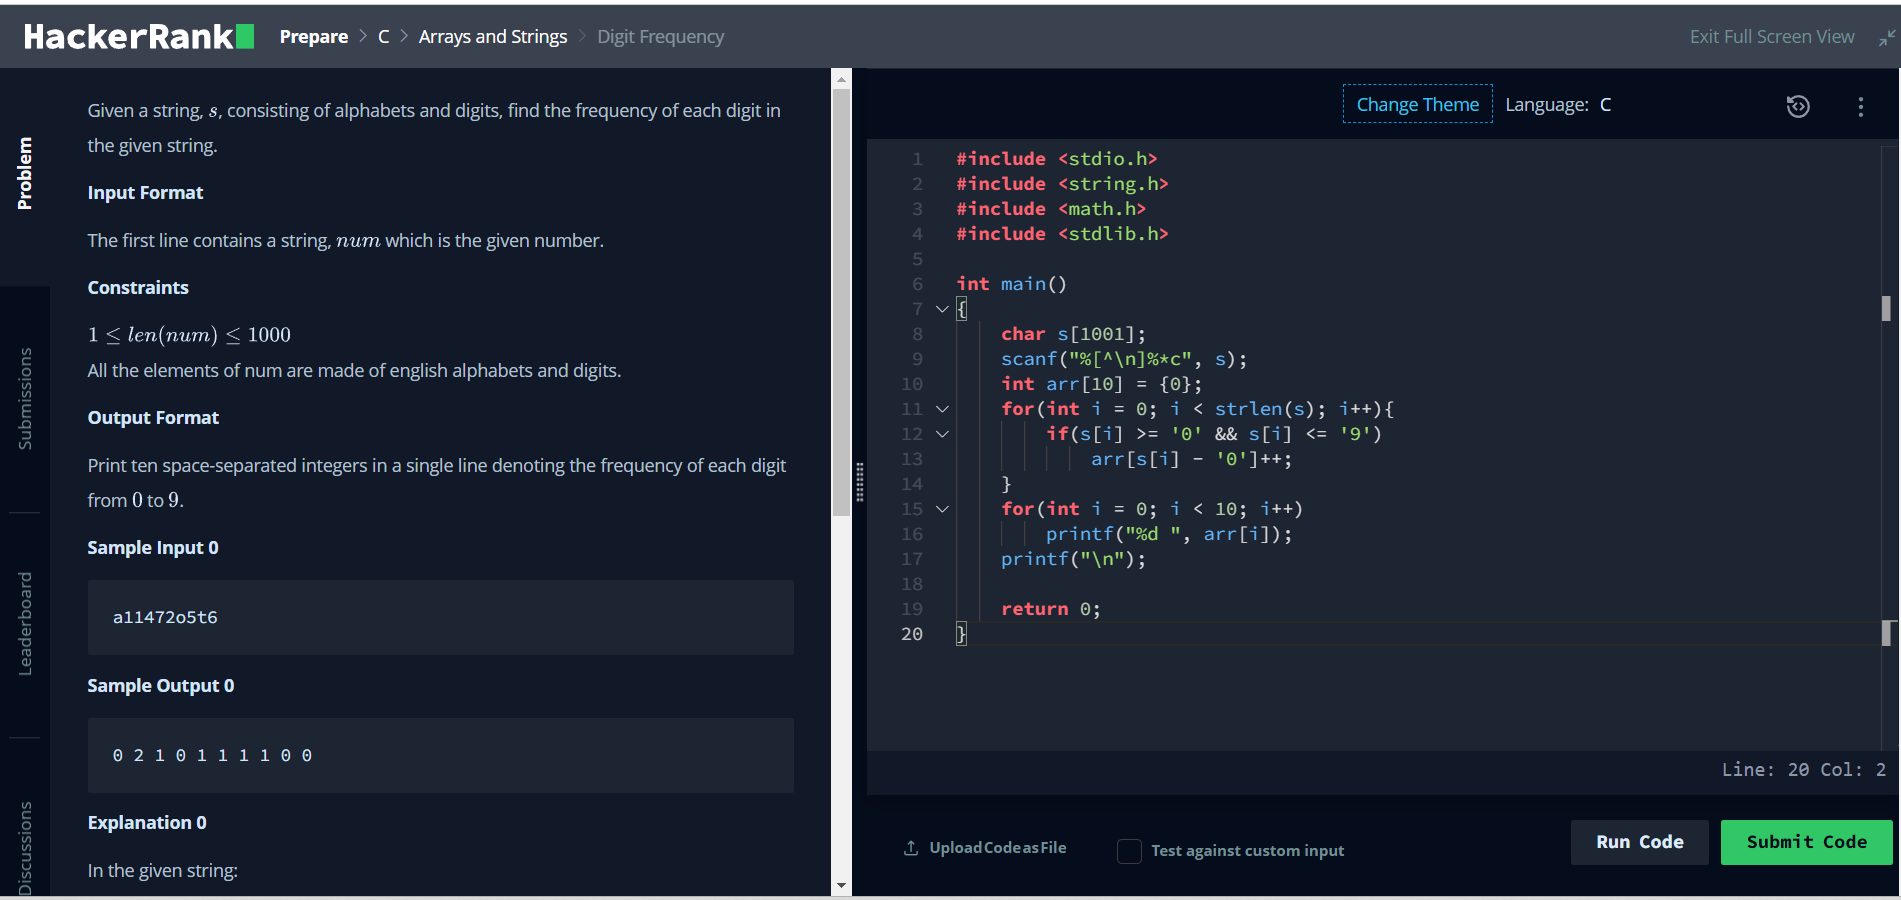 HackerRank
Prepare > C > Arrays and Strings > Digit Frequency
Exit Full Screen View
Problem
Submissions
Leaderboard
Discussions
Given a string, s, consisting of alphabets and digits, find the frequency of each digit in
the given string.
Input Format
The first line contains a string, num which is the given number.
Constraints
1 ≤ len(num) ≤ 1000
All the elements of num are made of english alphabets and digits.
Output Format
Print ten space-separated integers in a single line denoting the frequency of each digit
from 0 to 9.
Sample Input 0
a11472o5t6
Sample Output 0
0 2 1 0 1 1 1 1 0 0
Explanation 0
In the given string:
Change Theme Language: C
1 #include <stdio.h>
2 #include <string.h>
3 #include <math.h>
4 #include <stdlib.h>
5
6 int main()
7 {
8     char s[1001];
9     scanf("%[^\n]%*c", s);
10     int arr[10] = {0};
11     for(int i = 0; i < strlen(s); i++){
12         if(s[i] >= '0' && s[i] <= '9')
13             arr[s[i] - '0']++;
14     }
15     for(int i = 0; i < 10; i++)
16         printf("%d ", arr[i]);
17     printf("\n");
18
19     return 0;
20 }
Line: 20 Col: 2
Upload Code as File
Test against custom input
Run Code
Submit Code